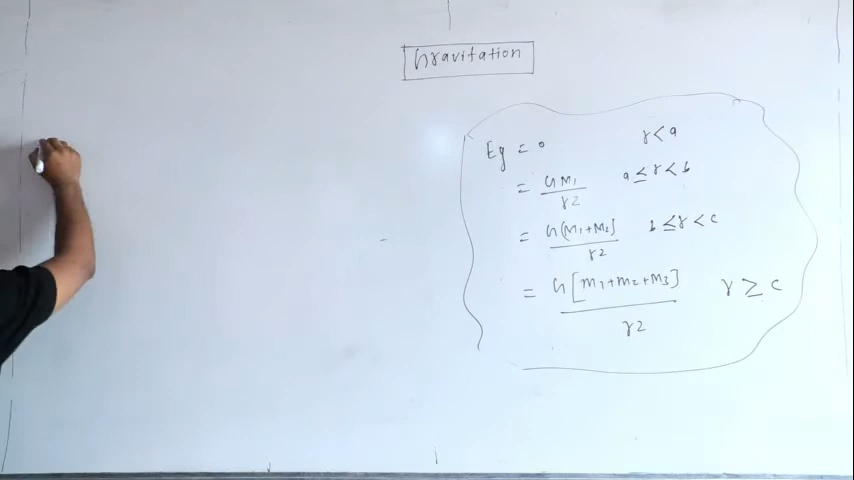 Gravitation
Eg = 0 r < a
= GM1/r2 a ≤ r < b
= G(M1+M2)/r2 b ≤ r < c
= G[M1+M2+M3]/r2 r ≥ c